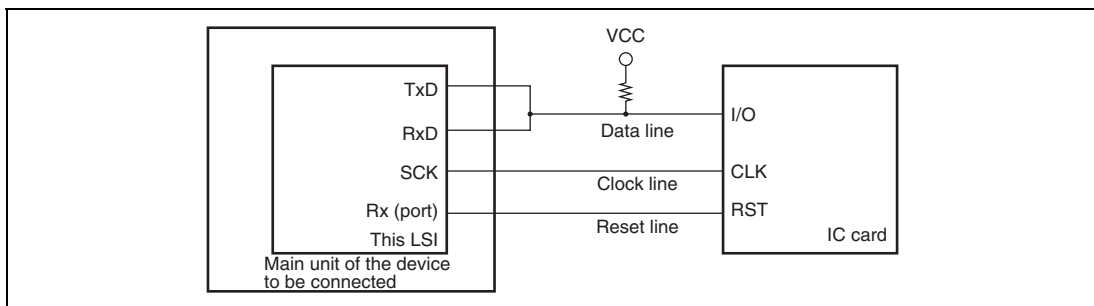 VCC
TxD
RxD
SCK
Rx (port)
This LSI
Main unit of the device
to be connected
Data line
Clock line
Reset line
I/O
CLK
RST
IC card